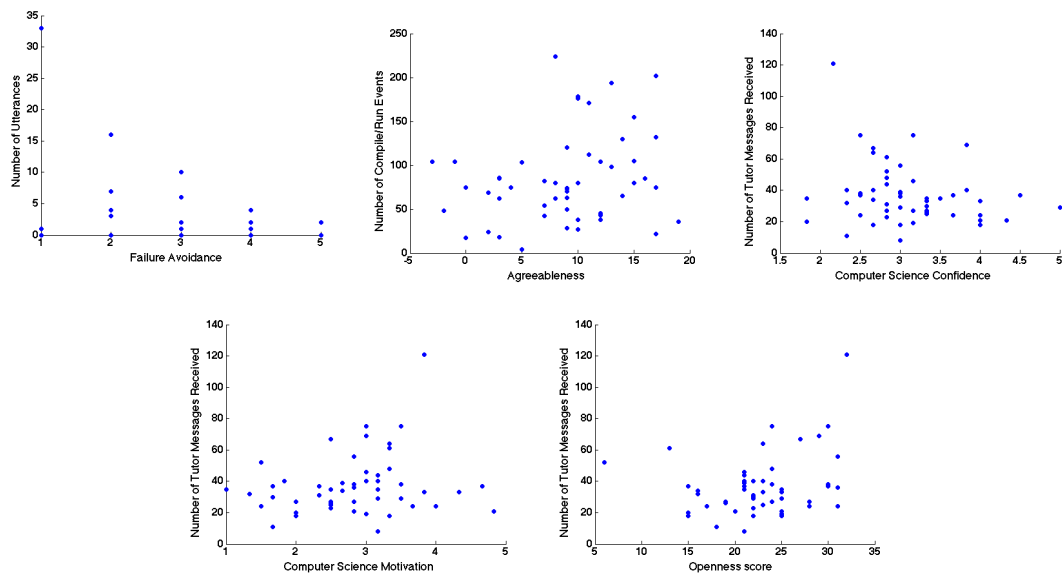 35
30
25
20
15
10
5
0
1 2 3 4 5
Number of Utterances
Failure Avoidance
250
200
150
100
50
0
-5 0 5 10 15 20
Number of Compile/Run Events
Agreeableness
140
120
100
80
60
40
20
0
1.5 2 2.5 3 3.5 4 4.5 5
Number of Tutor Messages Received
Computer Science Confidence
140
120
100
80
60
40
20
0
1 2 3 4 5
Number of Tutor Messages Received
Computer Science Motivation
140
120
100
80
60
40
20
0
5 10 15 20 25 30 35
Number of Tutor Messages Received
Openness score